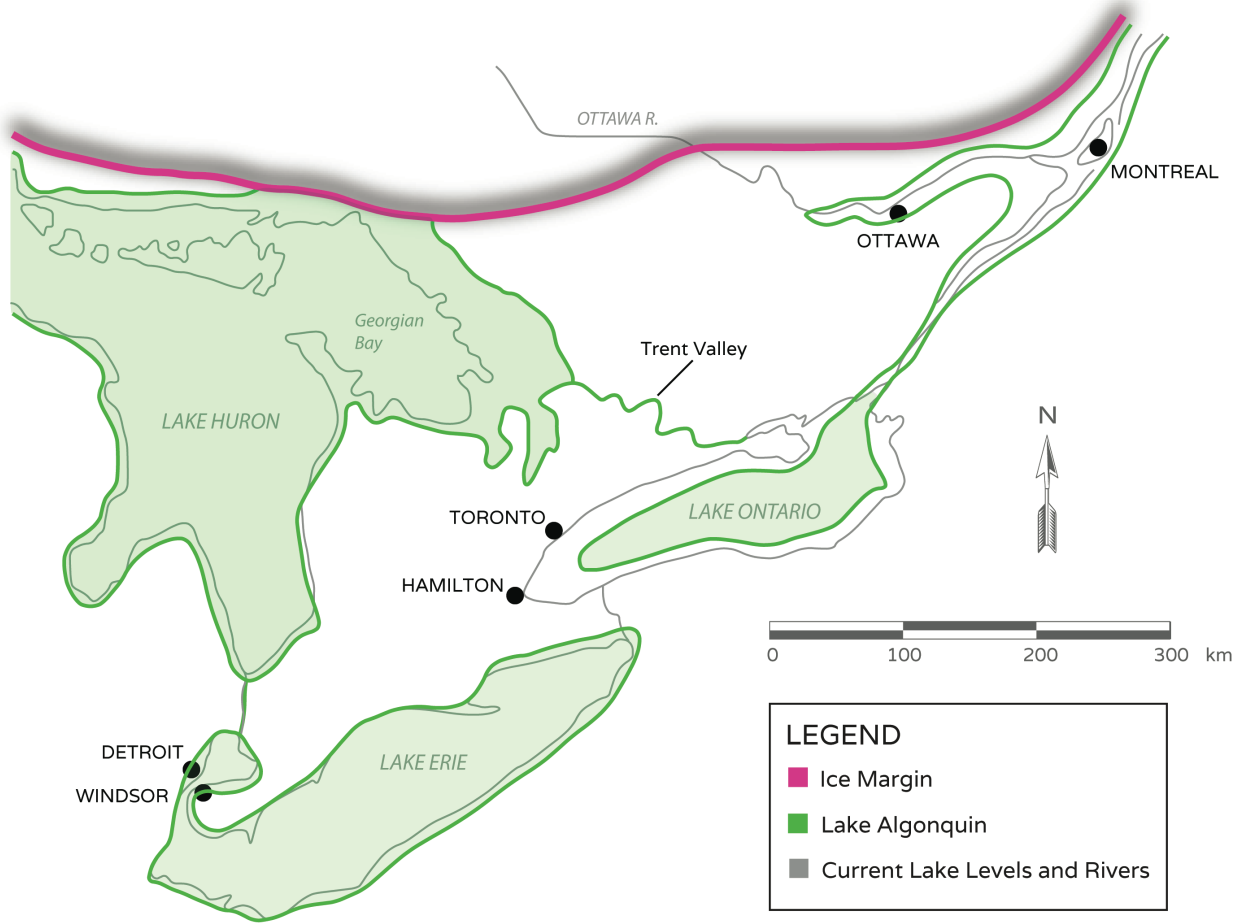 OTTAWA R.
MONTREAL
OTTAWA
Georgian
Bay
Trent Valley
LAKE HURON
N
LAKE ONTARIO
TORONTO
HAMILTON
0 100 200 300 km
LEGEND
Ice Margin
Lake Algonquin
Current Lake Levels and Rivers
DETROIT
WINDSOR
LAKE ERIE